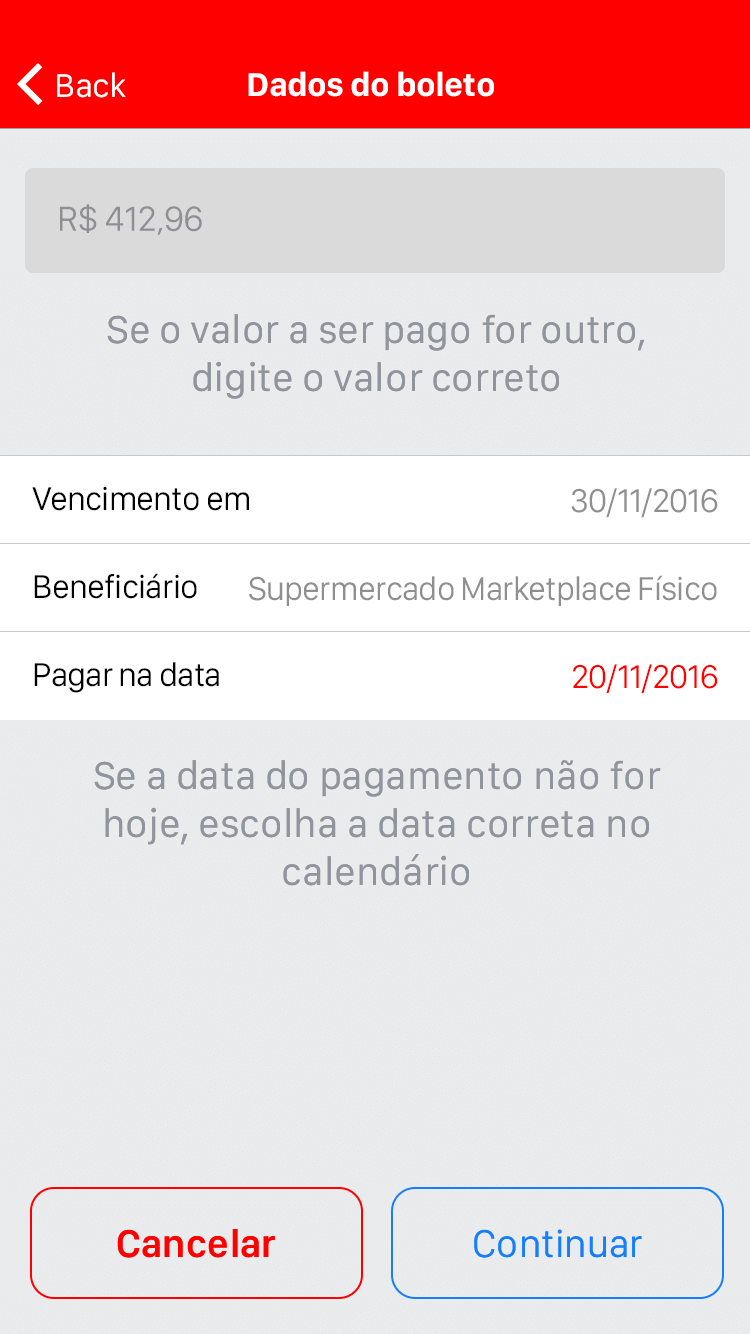 Back
Dados do boleto
R$ 412,96
Se o valor a ser pago for outro,
digite o valor correto
Vencimento em 30/11/2016
Beneficiário Supermercado Marketplace Físico
Pagar na data 20/11/2016
Se a data do pagamento não for
hoje, escolha a data correta no
calendário
Cancelar
Continuar